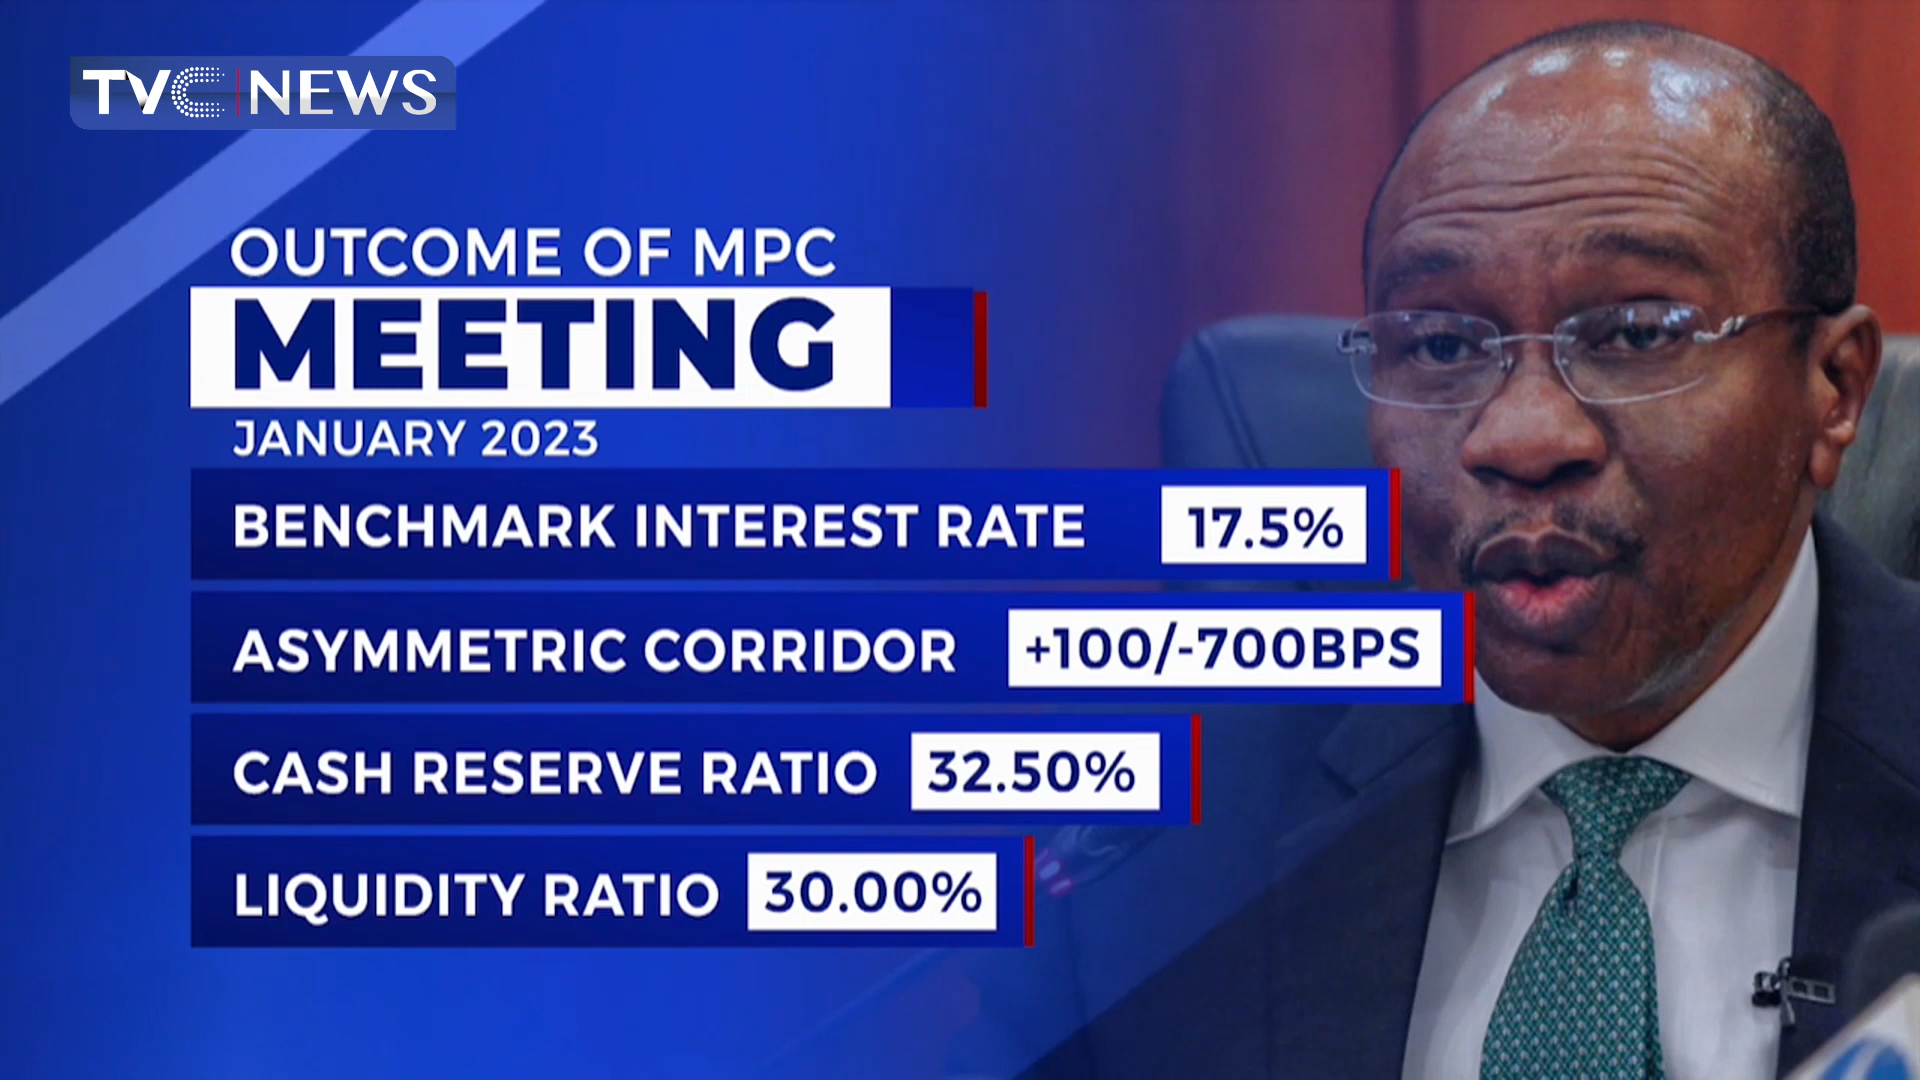 TVC NEWS
OUTCOME OF MPC
MEETING
JANUARY 2023
BENCHMARK INTEREST RATE 17.5%
ASYMMETRIC CORRIDOR +100/-700BPS
CASH RESERVE RATIO 32.50%
LIQUIDITY RATIO 30.00%